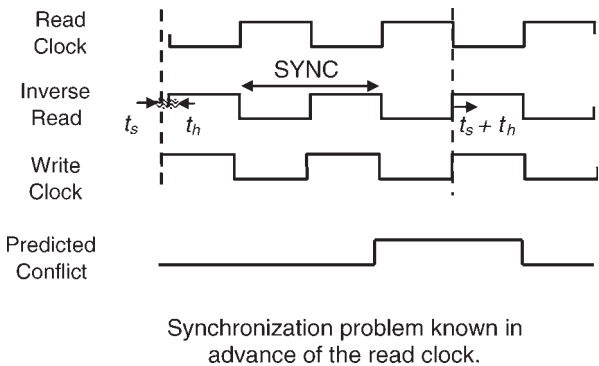 Read
Clock
SYNC
Inverse
Read
ts
th
ts + th
Write
Clock
Predicted
Conflict
Synchronization problem known in
advance of the read clock.